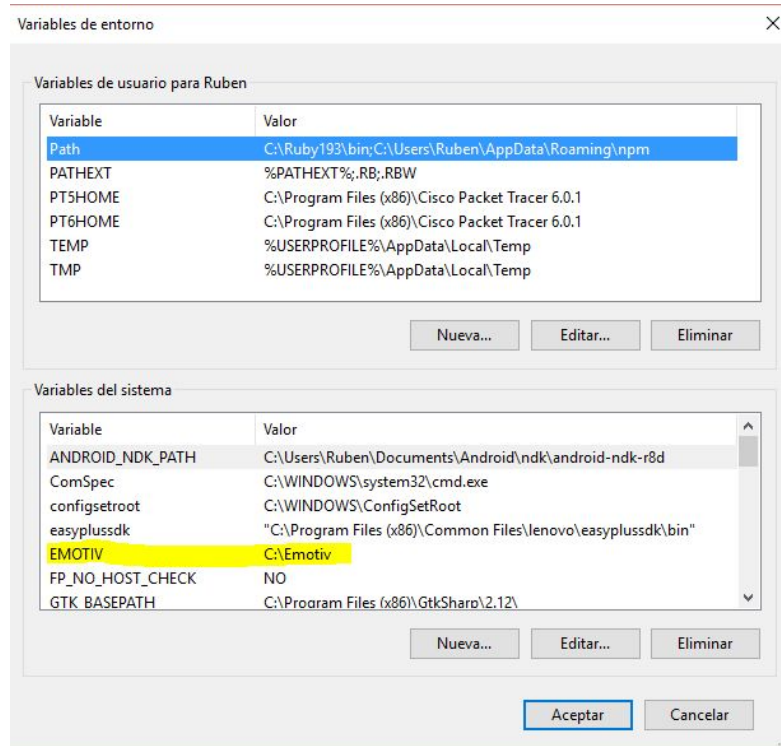 Variables de entorno
Variables de usuario para Ruben
Variable Valor
Path C:\Ruby193\bin;C:\Users\Ruben\AppData\Roaming\npm
PATHEXT %PATHEXT%;.RB;.RBW
PT5HOME C:\Program Files (x86)\Cisco Packet Tracer 6.0.1
PT6HOME C:\Program Files (x86)\Cisco Packet Tracer 6.0.1
TEMP %USERPROFILE%\AppData\Local\Temp
TMP %USERPROFILE%\AppData\Local\Temp
Nueva... Editar... Eliminar
Variables del sistema
Variable Valor
ANDROID_NDK_PATH C:\Users\Ruben\Documents\Android\ndk\android-ndk-r8d
ComSpec C:\WINDOWS\system32\cmd.exe
configsetroot C:\WINDOWS\ConfigSetRoot
easyplussdk "C:\Program Files (x86)\Common Files\lenovo\easyplussdk\bin"
EMOTIV C:\Emotiv
FP_NO_HOST_CHECK NO
GTK_BASEPATH C:\Program Files (x86)\GtkSharp\2.12\
Nueva... Editar... Eliminar
Aceptar Cancelar